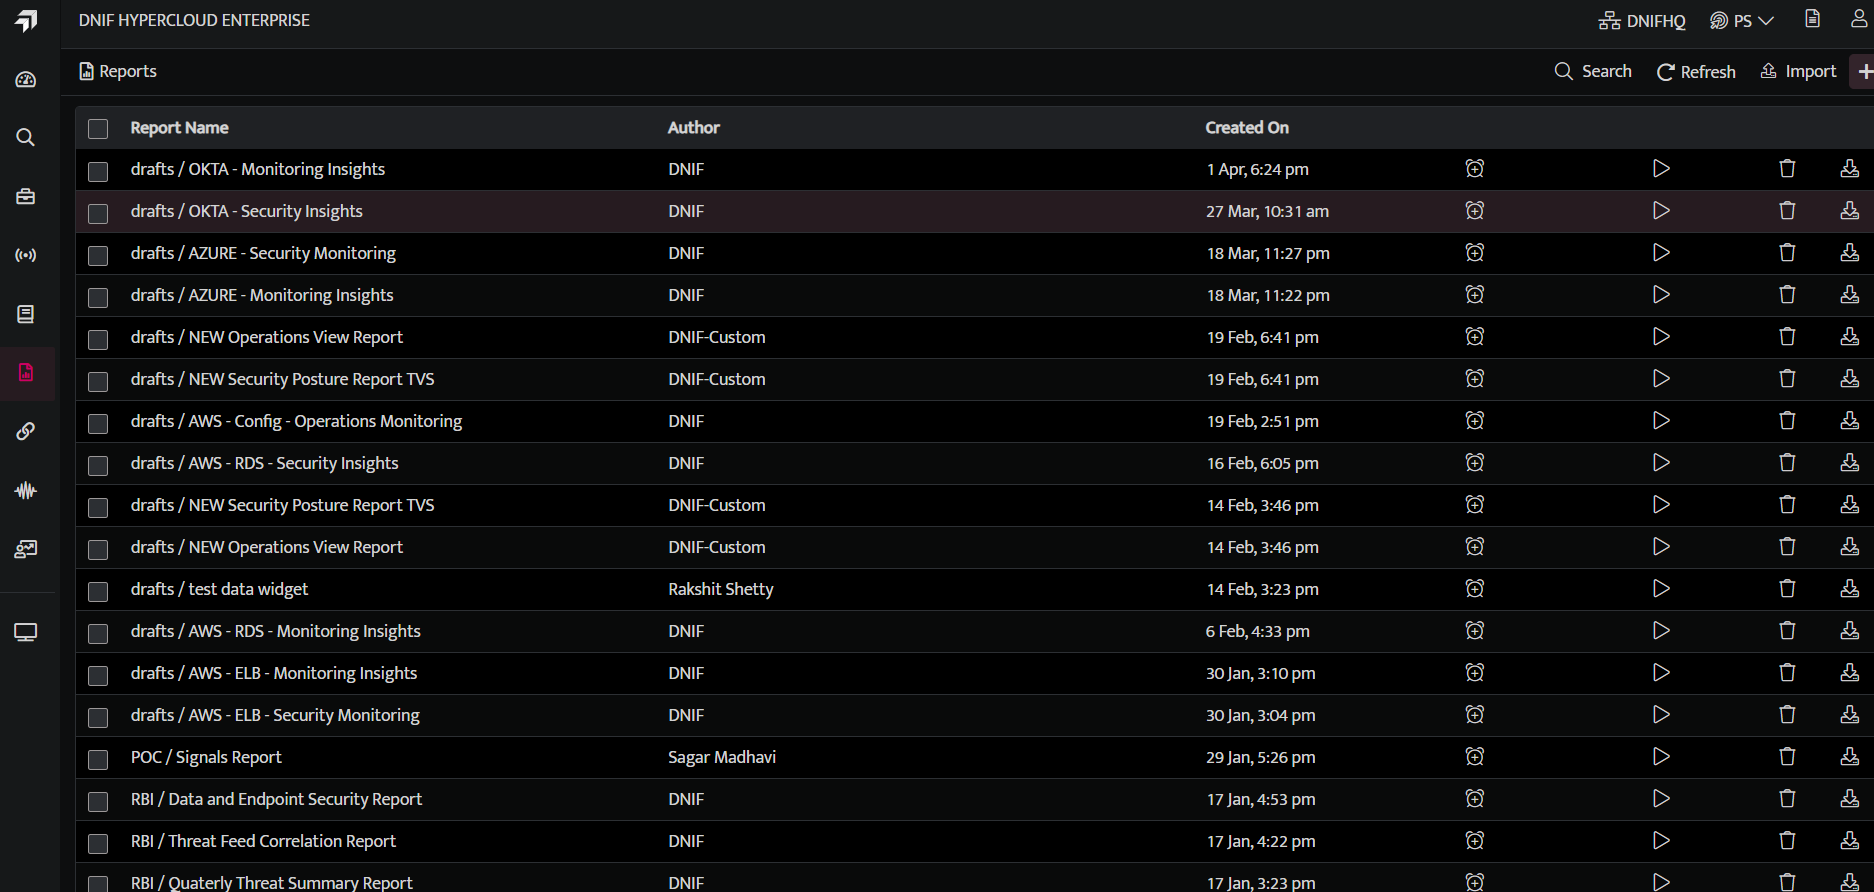 DNIF HYPERCLOUD ENTERPRISE DNIFHQ PS
Reports Search Refresh Import
Report Name Author Created On
drafts / OKTA - Monitoring Insights DNIF 1 Apr, 6:24 pm
drafts / OKTA - Security Insights DNIF 27 Mar, 10:31 am
drafts / AZURE - Security Monitoring DNIF 18 Mar, 11:27 pm
drafts / AZURE - Monitoring Insights DNIF 18 Mar, 11:22 pm
drafts / NEW Operations View Report DNIF-Custom 19 Feb, 6:41 pm
drafts / NEW Security Posture Report TVS DNIF-Custom 19 Feb, 6:41 pm
drafts / AWS - Config - Operations Monitoring DNIF 19 Feb, 2:51 pm
drafts / AWS - RDS - Security Insights DNIF 16 Feb, 6:05 pm
drafts / NEW Security Posture Report TVS DNIF-Custom 14 Feb, 3:46 pm
drafts / NEW Operations View Report DNIF-Custom 14 Feb, 3:46 pm
drafts / test data widget Rakshit Shetty 14 Feb, 3:23 pm
drafts / AWS - RDS - Monitoring Insights DNIF 6 Feb, 4:33 pm
drafts / AWS - ELB - Monitoring Insights DNIF 30 Jan, 3:10 pm
drafts / AWS - ELB - Security Monitoring DNIF 30 Jan, 3:04 pm
POC / Signals Report Sagar Madhavi 29 Jan, 5:26 pm
RBI / Data and Endpoint Security Report DNIF 17 Jan, 4:53 pm
RBI / Threat Feed Correlation Report DNIF 17 Jan, 4:22 pm
RBI / Quaterly Threat Summary Report DNIF 17 Jan, 3:23 pm